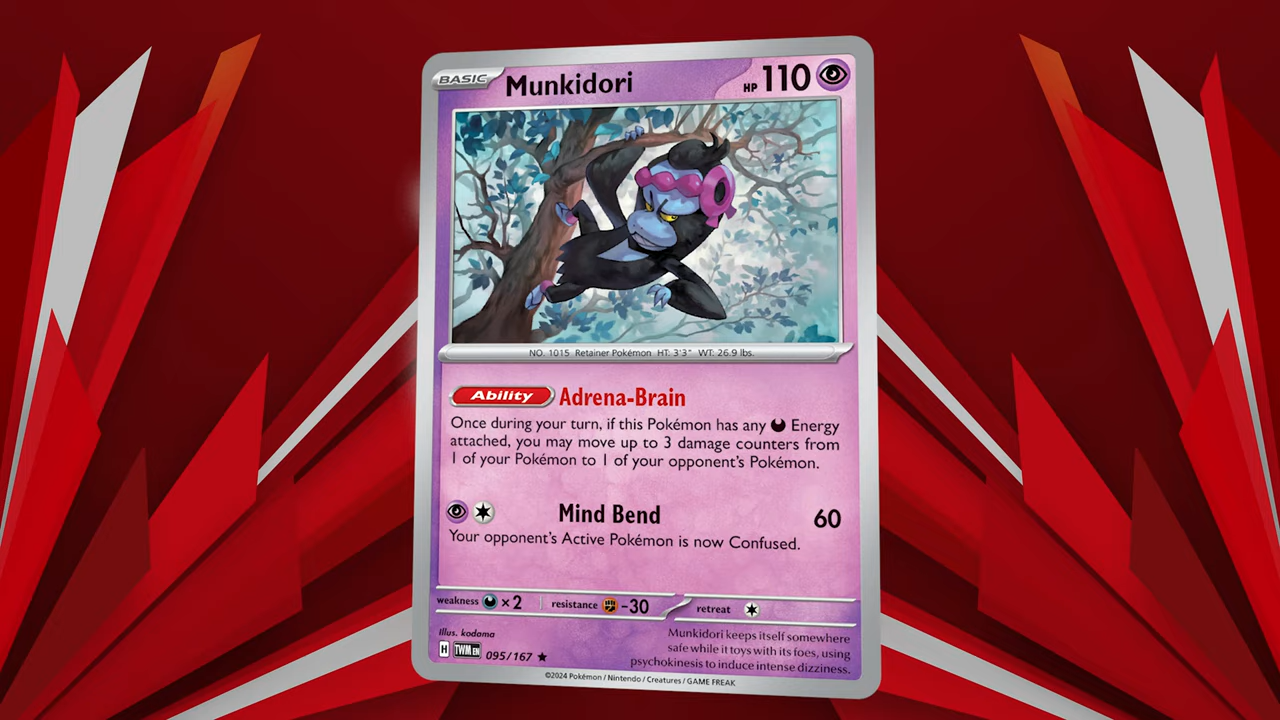 BASIC Munkidori HP 110
NO. 1015 Retainer Pokémon HT: 3'3" WT: 26.9 lbs.
Ability Adrena-Brain
Once during your turn, if this Pokémon has any Energy
attached, you may move up to 3 damage counters from
1 of your Pokémon to 1 of your opponent's Pokémon.
Mind Bend 60
Your opponent's Active Pokémon is now Confused.
weakness ×2 resistance -30 retreat
Illus. kodama
H TWM EN 095/167
Munkidori keeps itself somewhere
safe while it toys with its foes, using
psychokinesis to induce intense dizziness.
©2024 Pokémon / Nintendo / Creatures / GAME FREAK